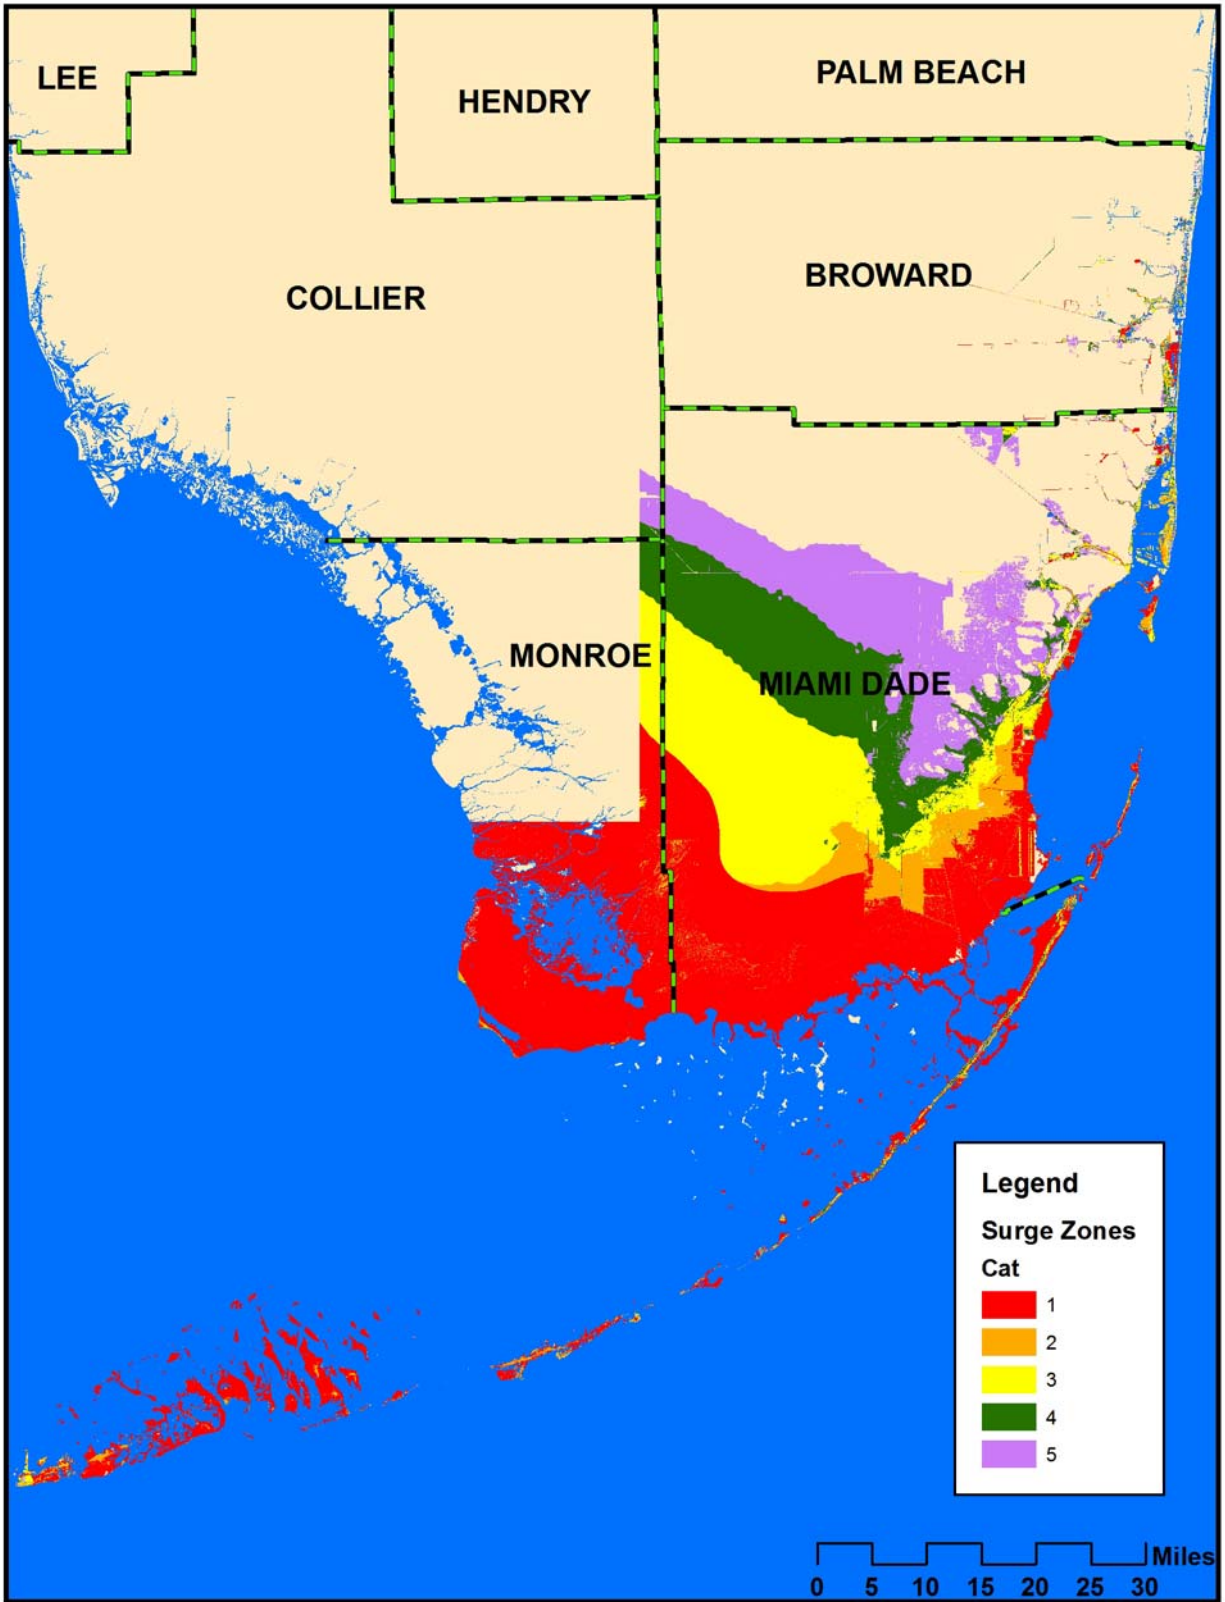 LEE
HENDRY
PALM BEACH
COLLIER
BROWARD
MONROE
MIAMI DADE
Legend
Surge Zones
Cat
1
2
3
4
5
Miles
0 5 10 15 20 25 30